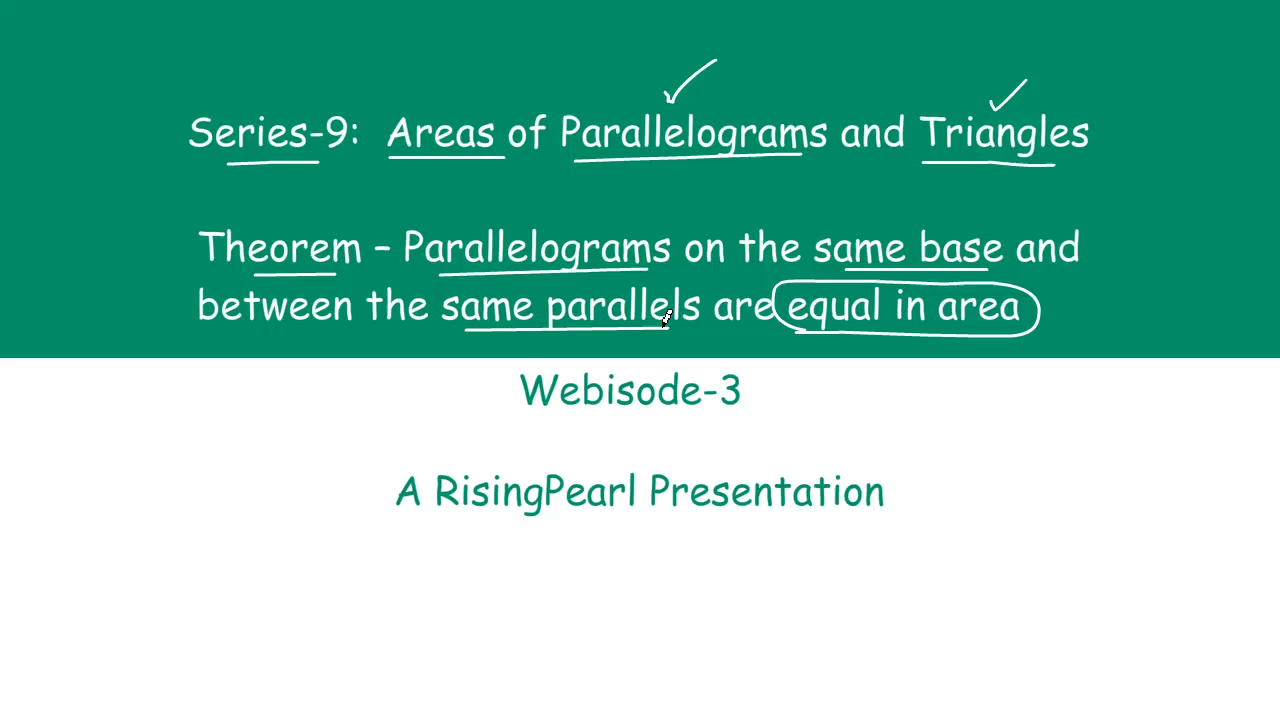 Series-9: Areas of Parallelograms and Triangles
Theorem – Parallelograms on the same base and
between the same parallels are equal in area
Webisode-3
A RisingPearl Presentation